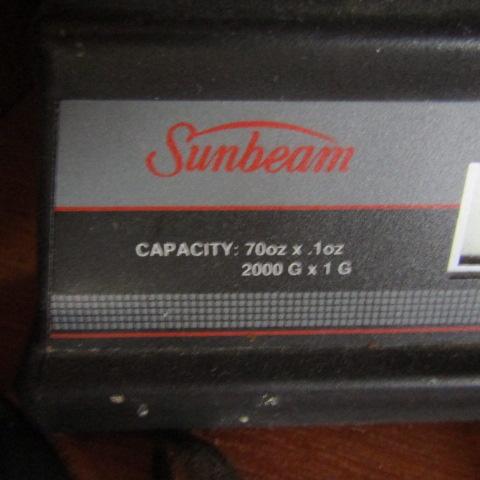 Sunbeam
CAPACITY: 70oz x .1oz
2000 G x 1 G